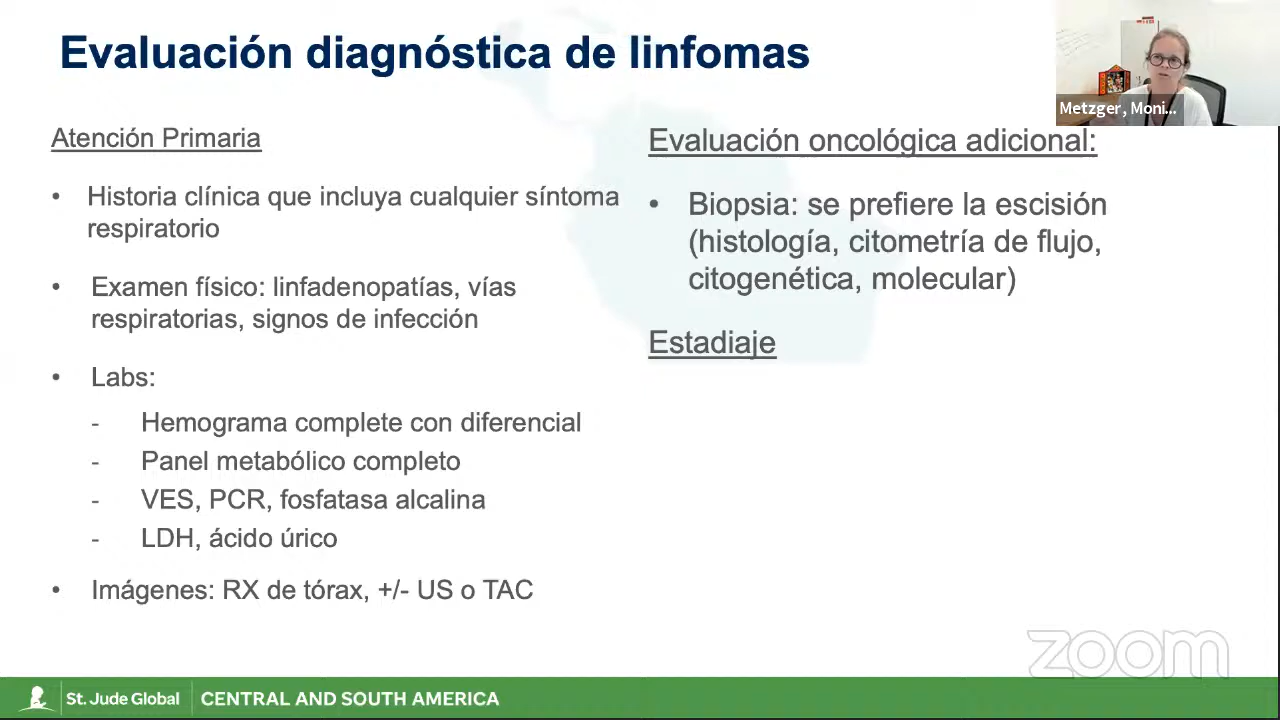 Evaluación diagnóstica de linfomas
Metzger, Moni...
Atención Primaria
• Historia clínica que incluya cualquier síntoma
respiratorio
• Examen físico: linfadenopatías, vías
respiratorias, signos de infección
• Labs:
- Hemograma complete con diferencial
- Panel metabólico completo
- VES, PCR, fosfatasa alcalina
- LDH, ácido úrico
• Imágenes: RX de tórax, +/- US o TAC
Evaluación oncológica adicional:
• Biopsia: se prefiere la escisión
(histología, citometría de flujo,
citogenética, molecular)
Estadiaje
zoom
St. Jude Global CENTRAL AND SOUTH AMERICA